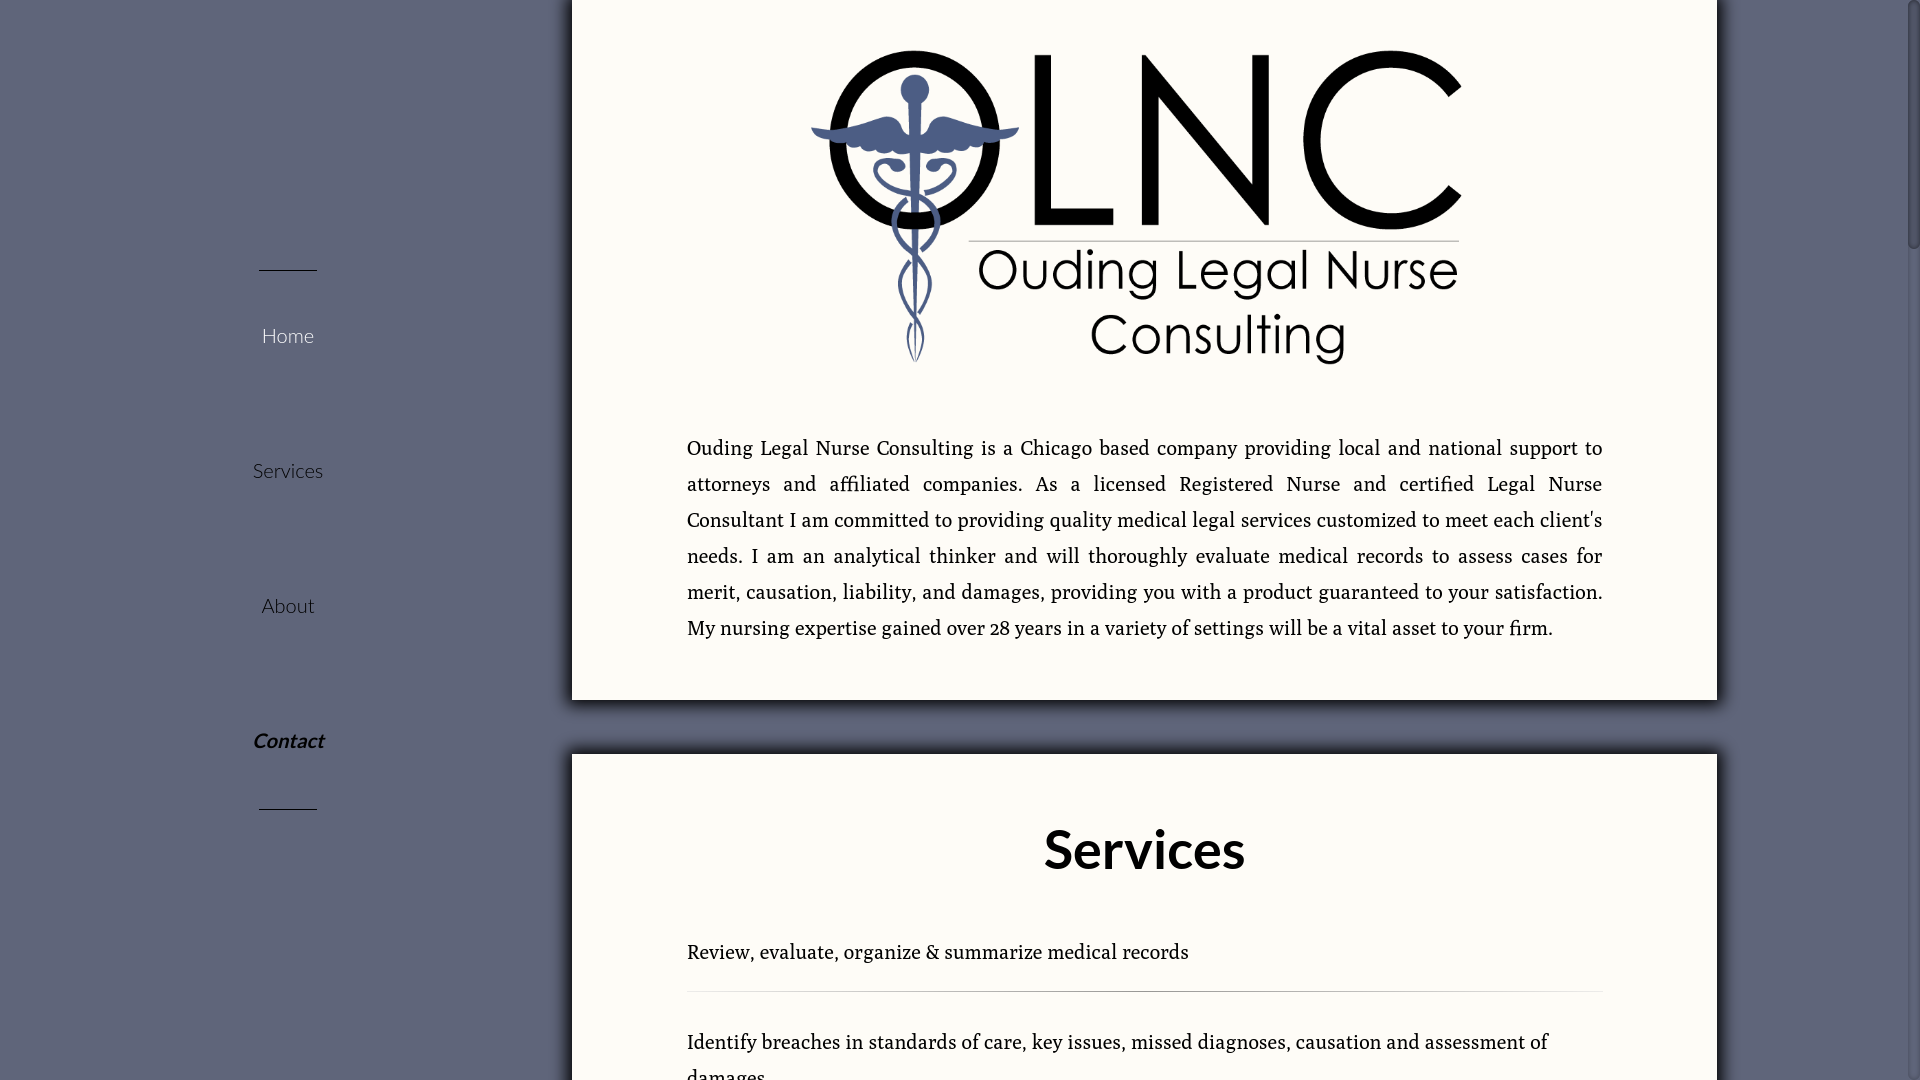 Home
Services
About
Contact
OLNC
Ouding Legal Nurse
Consulting
Ouding Legal Nurse Consulting is a Chicago based company providing local and national support to
attorneys and affiliated companies. As a licensed Registered Nurse and certified Legal Nurse
Consultant I am committed to providing quality medical legal services customized to meet each client's
needs. I am an analytical thinker and will thoroughly evaluate medical records to assess cases for
merit, causation, liability, and damages, providing you with a product guaranteed to your satisfaction.
My nursing expertise gained over 28 years in a variety of settings will be a vital asset to your firm.
Services
Review, evaluate, organize & summarize medical records
Identify breaches in standards of care, key issues, missed diagnoses, causation and assessment of
damages